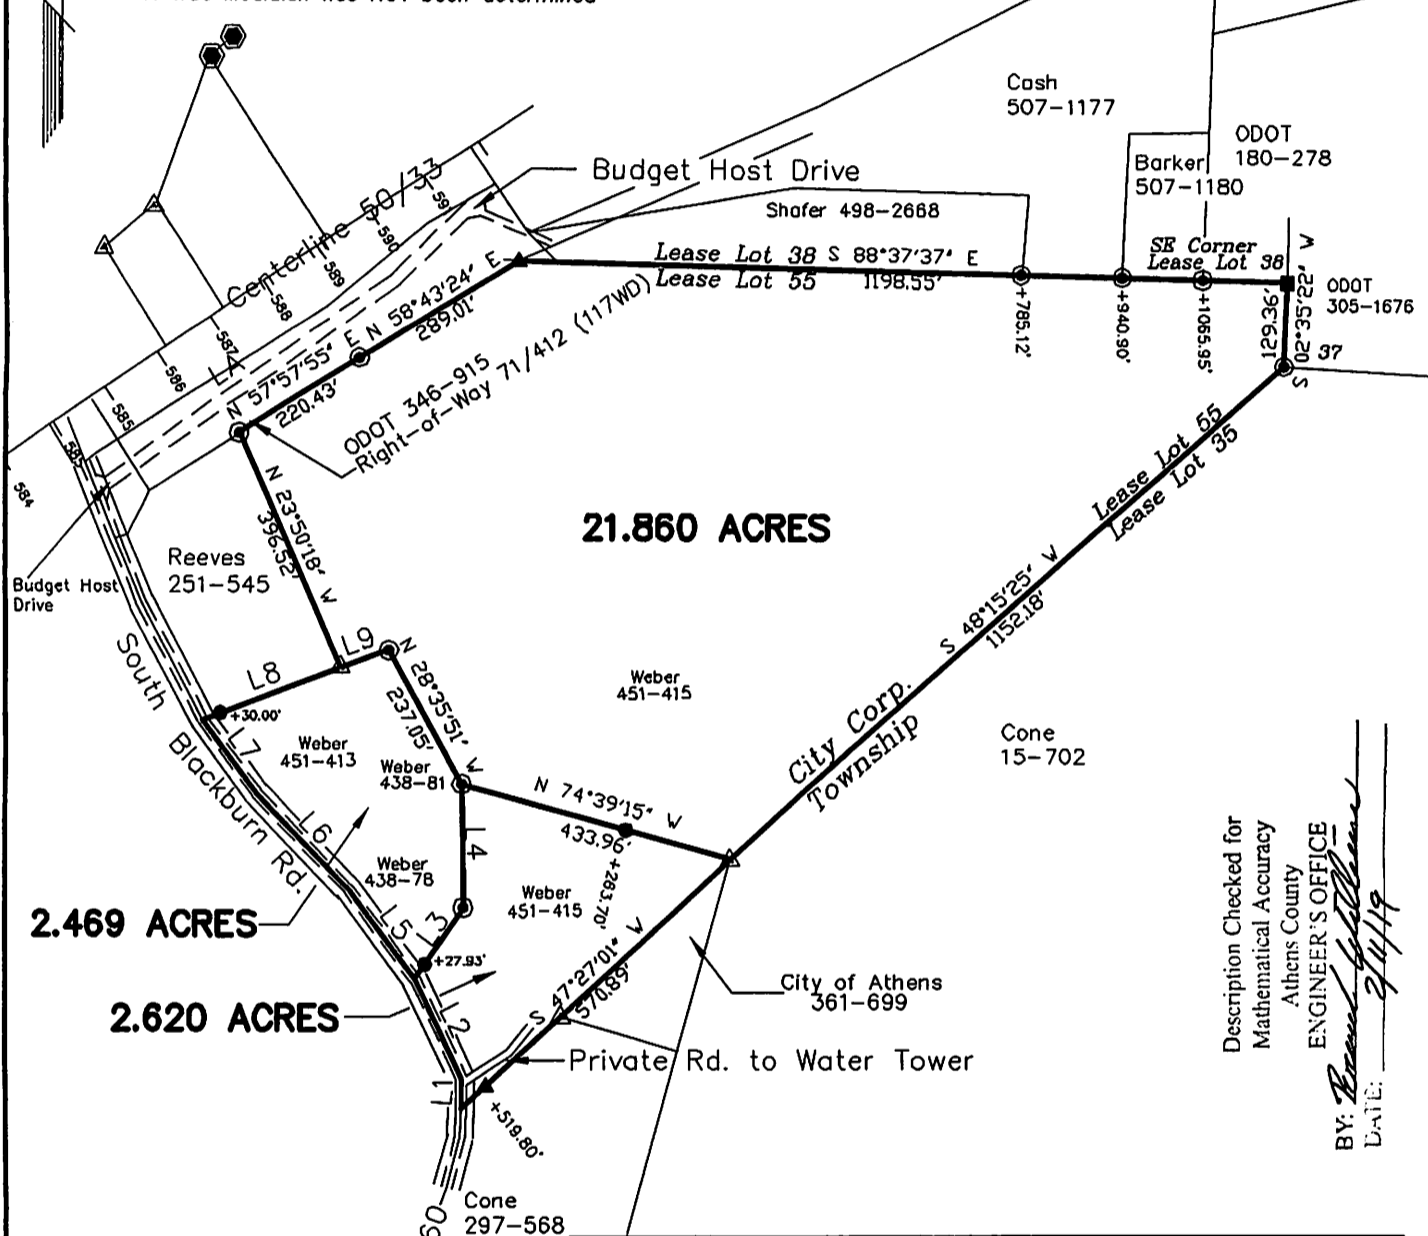 Cash
507-1177
ODOT
180-278
Barker
507-1180
Budget Host Drive
Shafer 498-2668
Centerline 50/33
584
585
585
586
587
588
589
590
591
LA
SE Corner
Lease Lot 38
Lease Lot 38 S 88°37'37" E
Lease Lot 55 1198.55'
+785.12'
+940.90'
+1065.95'
129.36'
S 02°35'22" W
ODOT
305-1676
37
N 58°43'24" E
289.01'
N 57°57'55" E
220.43'
ODOT 346-915
Right-of-Way 71/412 (117WD)
N 23°50'18" W
396.52'
21.860 ACRES
Lease Lot 55
Lease Lot 35
S 48°15'25" W
1152.18'
Reeves
251-545
Budget Host
Drive
South
Blackburn Rd.
L8
L9
+30.00'
L7
N 28°35'51" W
237.05'
Weber
451-415
Weber
451-413
Weber
438-81
City Corp.
Township
Cone
15-702
N 74°39'15" W
433.96'
+263.70'
L6
L4
Weber
438-78
Weber
451-415
L5
L3
+27.93'
2.469 ACRES
2.620 ACRES
L2
S 47°27'01" W
570.89'
City of Athens
361-699
Private Rd. to Water Tower
L1
+519.80'
Cone
297-568
60
Description Checked for
Mathematical Accuracy
Athens County
ENGINEER'S OFFICE
BY:
DATE: 2/4/19